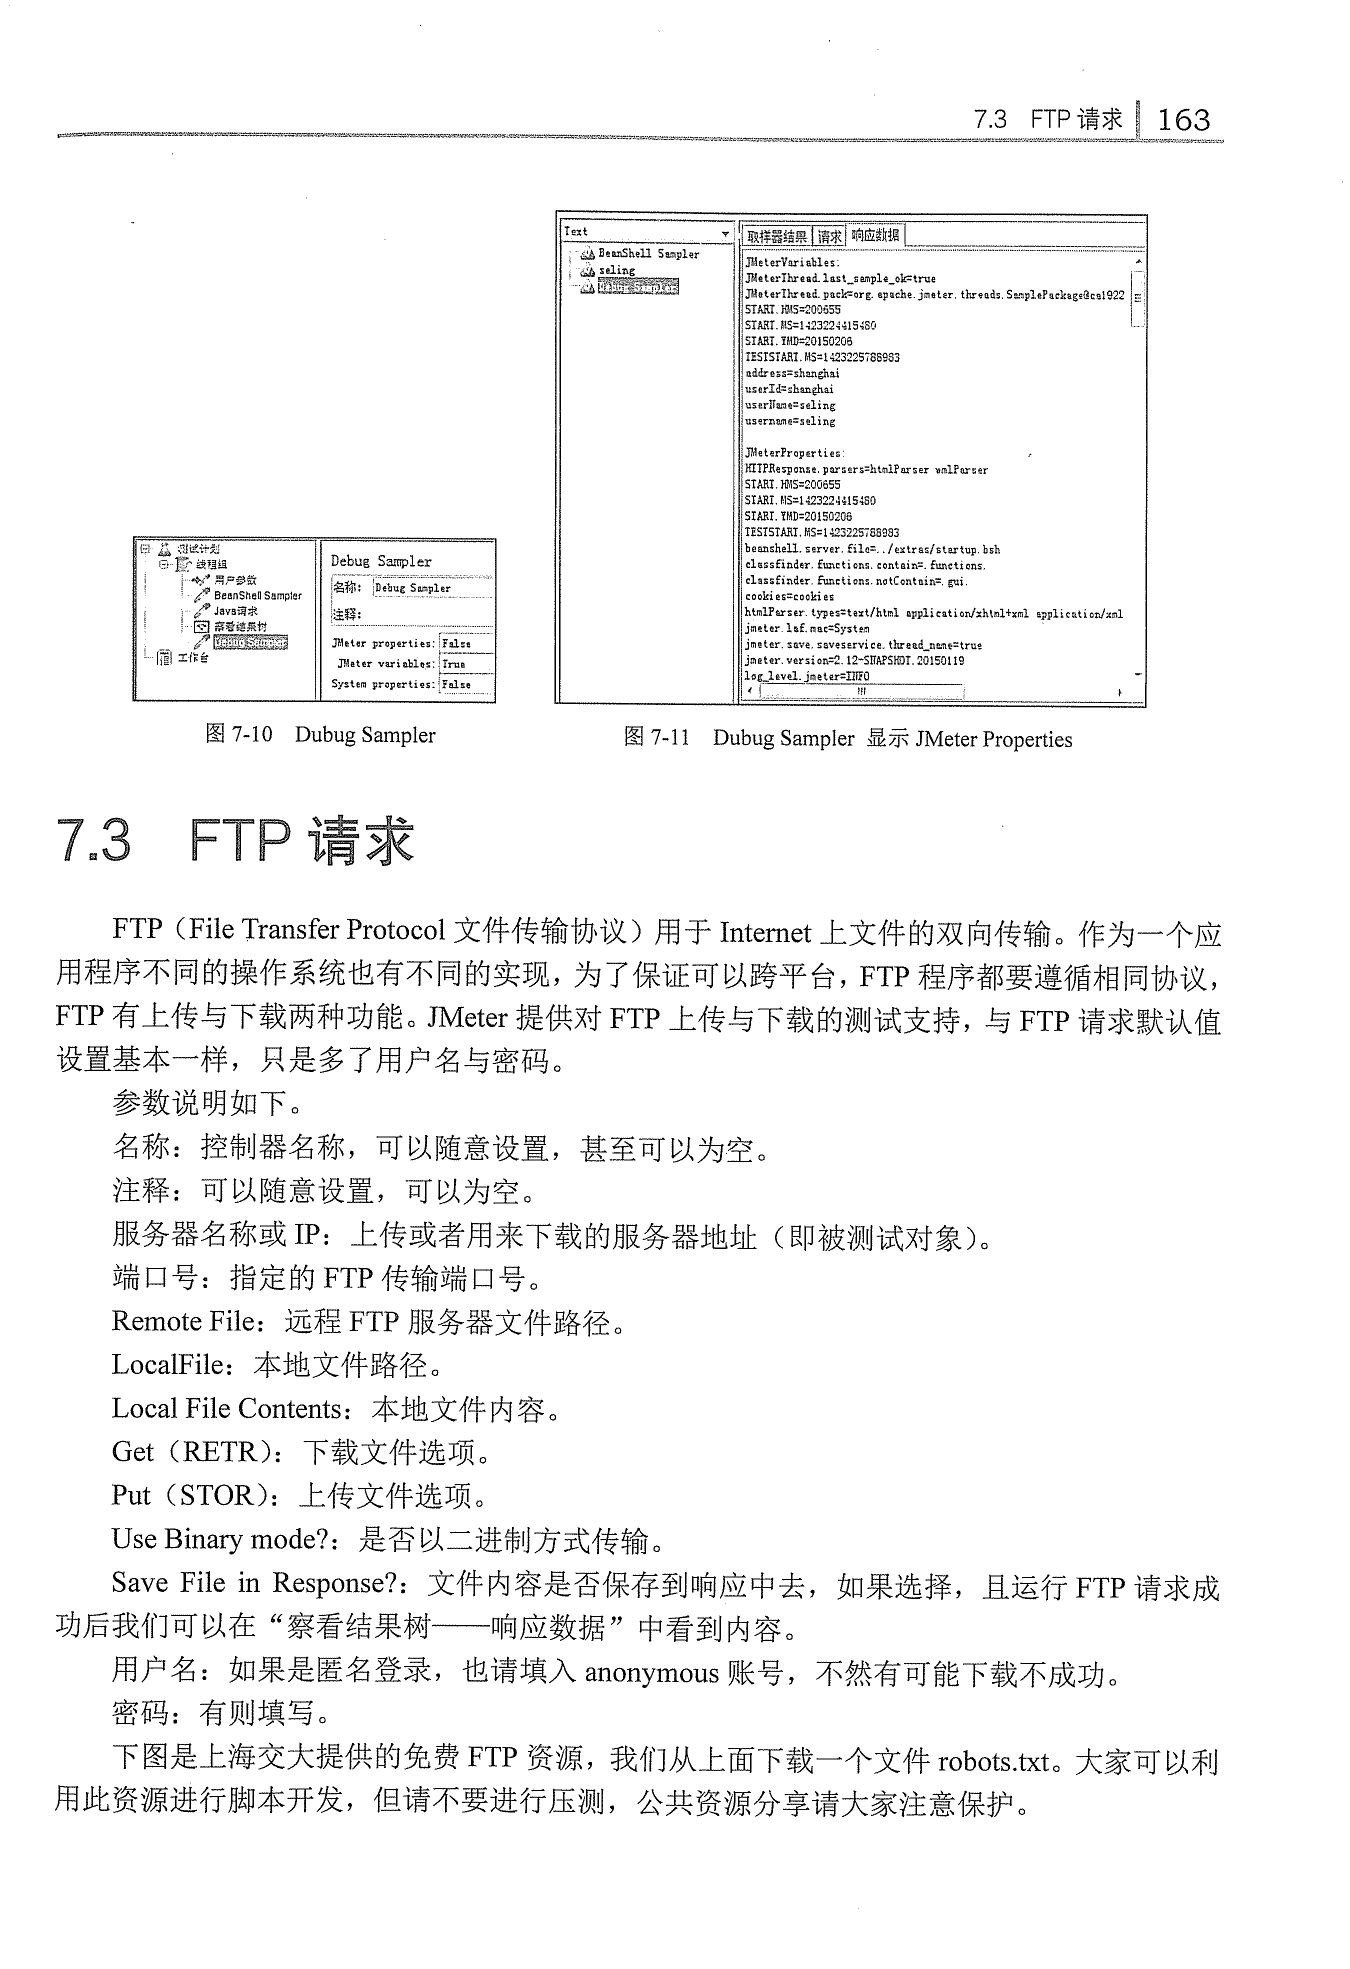 7.3 FTP 请求 163
测试计划
线程组
用户参数
BeanShell Sampler
Java请求
察看结果树
Debug Sampler
工作台
Debug Sampler
名称: Debug Sampler
注释:
JMeter properties: False
JMeter variables: True
System properties: False
图 7-10 Dubug Sampler
Text
BeanShell Sampler
seling
Debug Sampler
取样器结果 请求 响应数据
JMeterVariables:
JMeterThread.last_sample_ok=true
JMeterThread.pack=org.apache.jmeter.threads.SamplePackage@ca1922
START.HMS=200655
START.MS=1423224415480
START.YMD=20150206
TESTSTART.MS=1423225788983
address=shanghai
userId=shanghai
userName=seling
username=seling
JMeterProperties:
HTTPResponse.parsers=htmlParser wmlParser
START.HMS=200655
START.MS=1423224415480
START.YMD=20150206
TESTSTART.MS=1423225788983
beanshell.server.file=../extras/startup.bsh
classfinder.functions.contain=.functions.
classfinder.functions.notContain=.gui.
cookies=cookies
htmlParser.types=text/html application/xhtml+xml application/xml
jmeter.laf.mac=System
jmeter.save.saveservice.thread_name=true
jmeter.version=2.12-SNAPSHOT.20150119
log_level.jmeter=INFO
图 7-11 Dubug Sampler 显示 JMeter Properties
7.3 FTP 请求
FTP（File Transfer Protocol 文件传输协议）用于 Internet 上文件的双向传输。作为一个应
用程序不同的操作系统也有不同的实现，为了保证可以跨平台，FTP 程序都要遵循相同协议，
FTP 有上传与下载两种功能。JMeter 提供对 FTP 上传与下载的测试支持，与 FTP 请求默认值
设置基本一样，只是多了用户名与密码。
参数说明如下。
名称：控制器名称，可以随意设置，甚至可以为空。
注释：可以随意设置，可以为空。
服务器名称或 IP：上传或者用来下载的服务器地址（即被测试对象）。
端口号：指定的 FTP 传输端口号。
Remote File：远程 FTP 服务器文件路径。
LocalFile：本地文件路径。
Local File Contents：本地文件内容。
Get（RETR）：下载文件选项。
Put（STOR）：上传文件选项。
Use Binary mode?：是否以二进制方式传输。
Save File in Response?：文件内容是否保存到响应中去，如果选择，且运行 FTP 请求成
功后我们可以在“察看结果树——响应数据”中看到内容。
用户名：如果是匿名登录，也请填入 anonymous 账号，不然有可能下载不成功。
密码：有则填写。
下图是上海交大提供的免费 FTP 资源，我们从上面下载一个文件 robots.txt。大家可以利
用此资源进行脚本开发，但请不要进行压测，公共资源分享请大家注意保护。